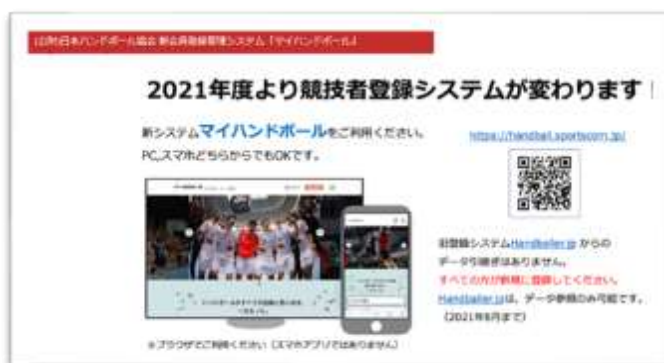 (公財)日本ハンドボール協会 新会員登録管理システム「マイハンドボール」
2021年度より競技者登録システムが変わります!
新システムマイハンドボールをご利用ください。
PC,スマホどちらからでもOKです。
https://handball.sportscom.jp/
旧登録システムHandballer.jp からの
データ引継ぎはありません。
すべての方が新規に登録してください。
Handballer.jpは、データ参照のみ可能です。
(2021年6月まで)
※ブラウザでご利用ください(スマホアプリではありません)